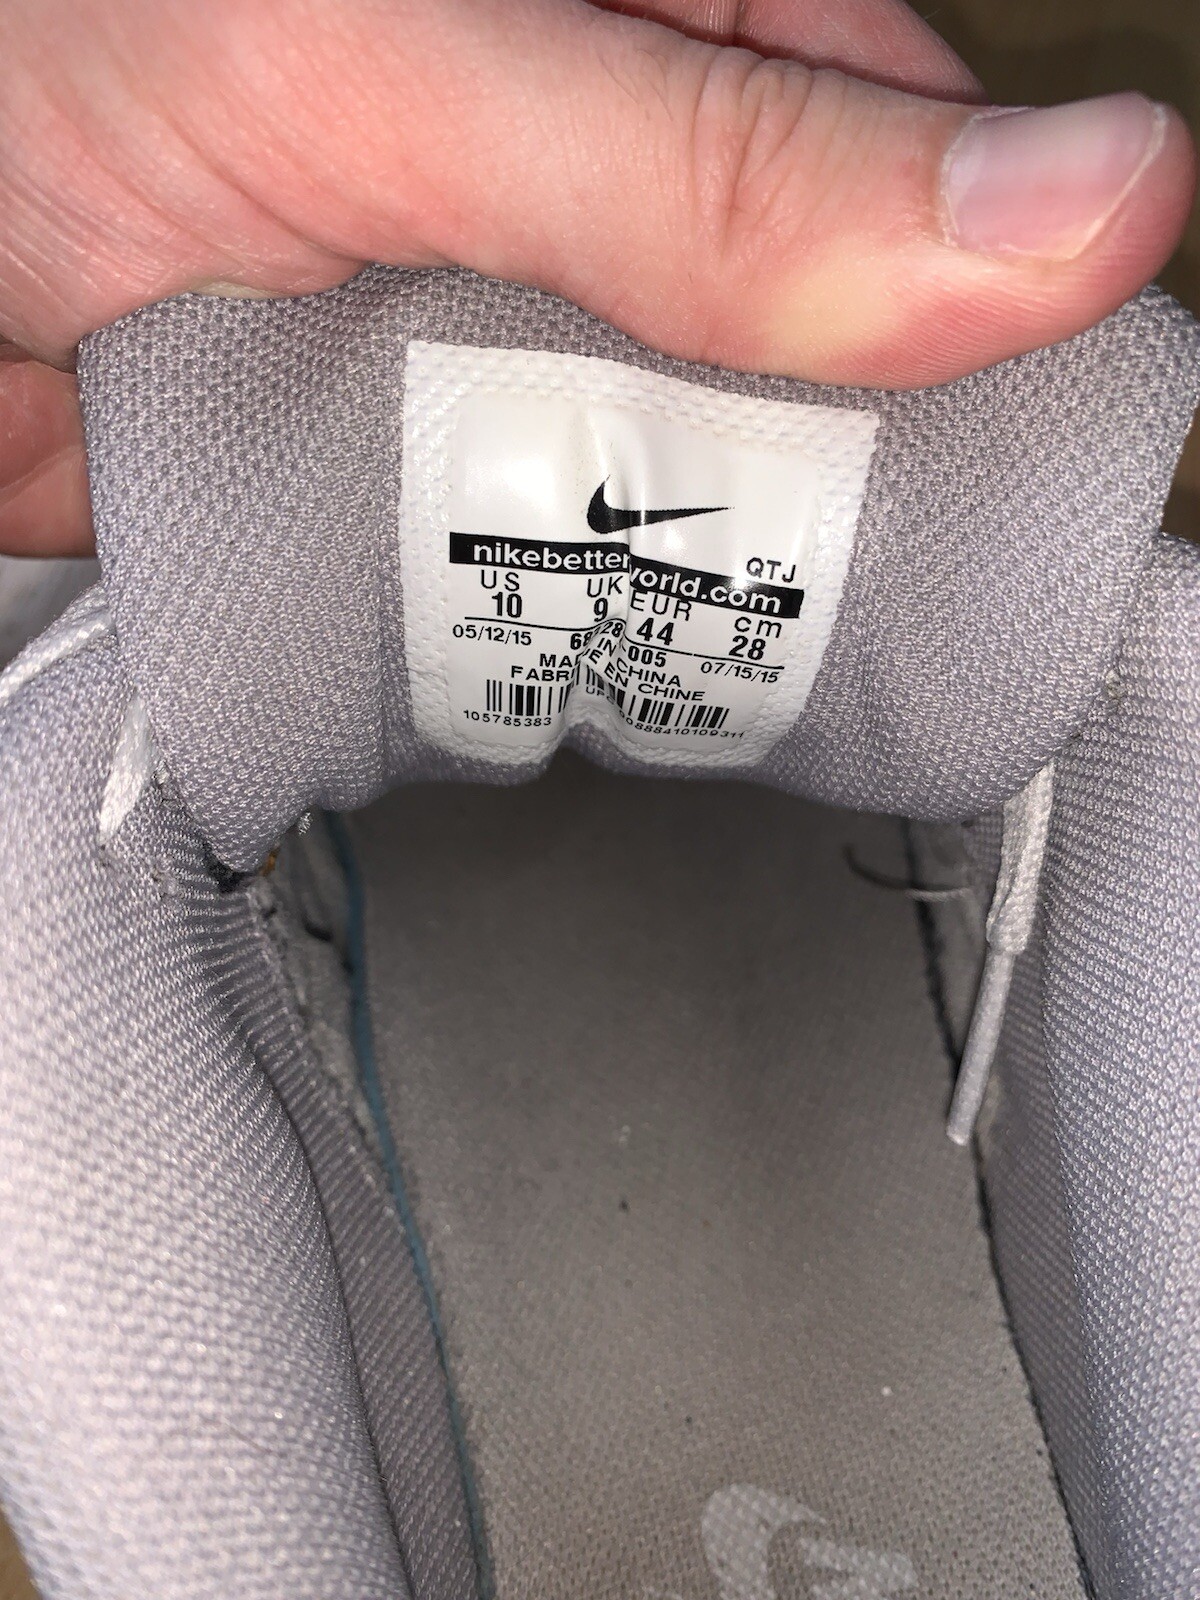 nikebetterworld.com
QTJ
US UK EUR cm
10 9 44 28
05/12/15 07/15/15
005
IN CHINA
EN CHINE
105785383